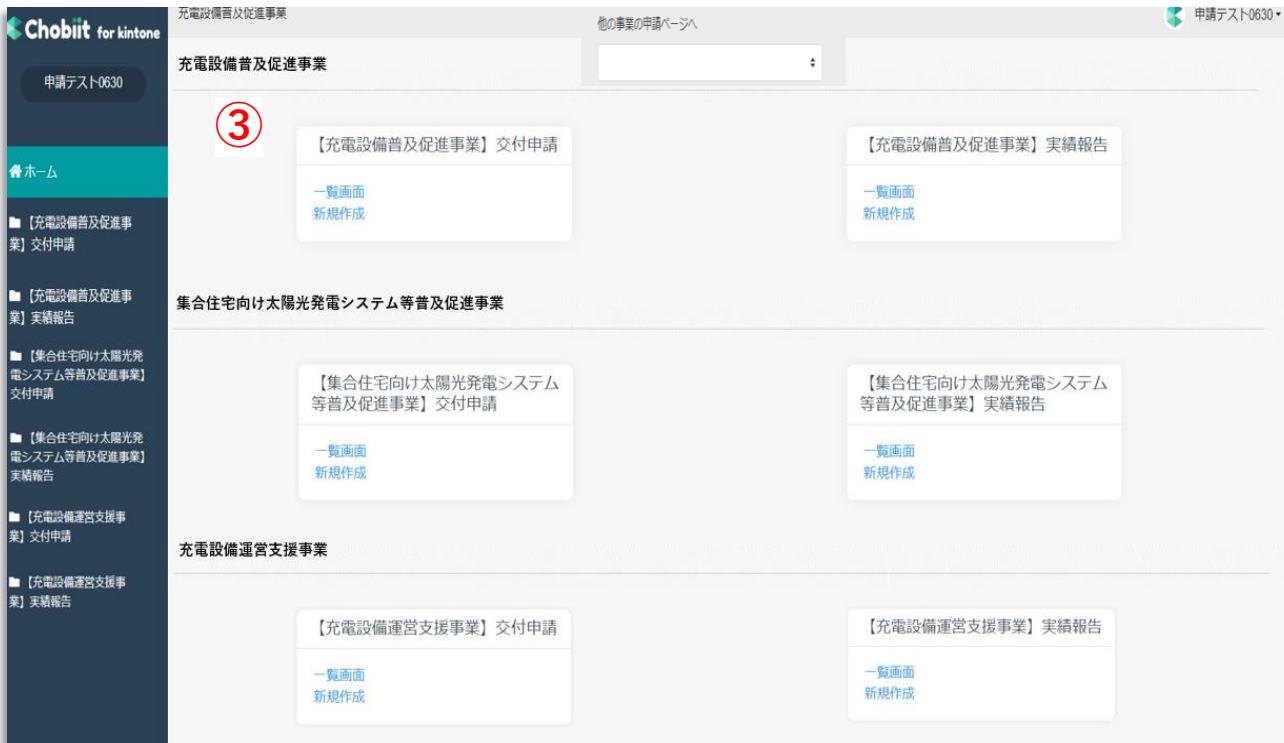 Chobiit for kintone
申請テスト0630
ホーム
【充電設備普及促進事
業】交付申請
【充電設備普及促進事
業】実績報告
【集合住宅向け太陽光発
電システム等普及促進事業】
交付申請
【集合住宅向け太陽光発
電システム等普及促進事業】
実績報告
【充電設備運営支援事
業】交付申請
【充電設備運営支援事
業】実績報告
充電設備普及促進事業
他の事業の申請ページへ
申請テスト0630
充電設備普及促進事業
③
【充電設備普及促進事業】交付申請
一覧画面
新規作成
【充電設備普及促進事業】実績報告
一覧画面
新規作成
集合住宅向け太陽光発電システム等普及促進事業
【集合住宅向け太陽光発電システム
等普及促進事業】交付申請
一覧画面
新規作成
【集合住宅向け太陽光発電システム
等普及促進事業】実績報告
一覧画面
新規作成
充電設備運営支援事業
【充電設備運営支援事業】交付申請
一覧画面
新規作成
【充電設備運営支援事業】実績報告
一覧画面
新規作成